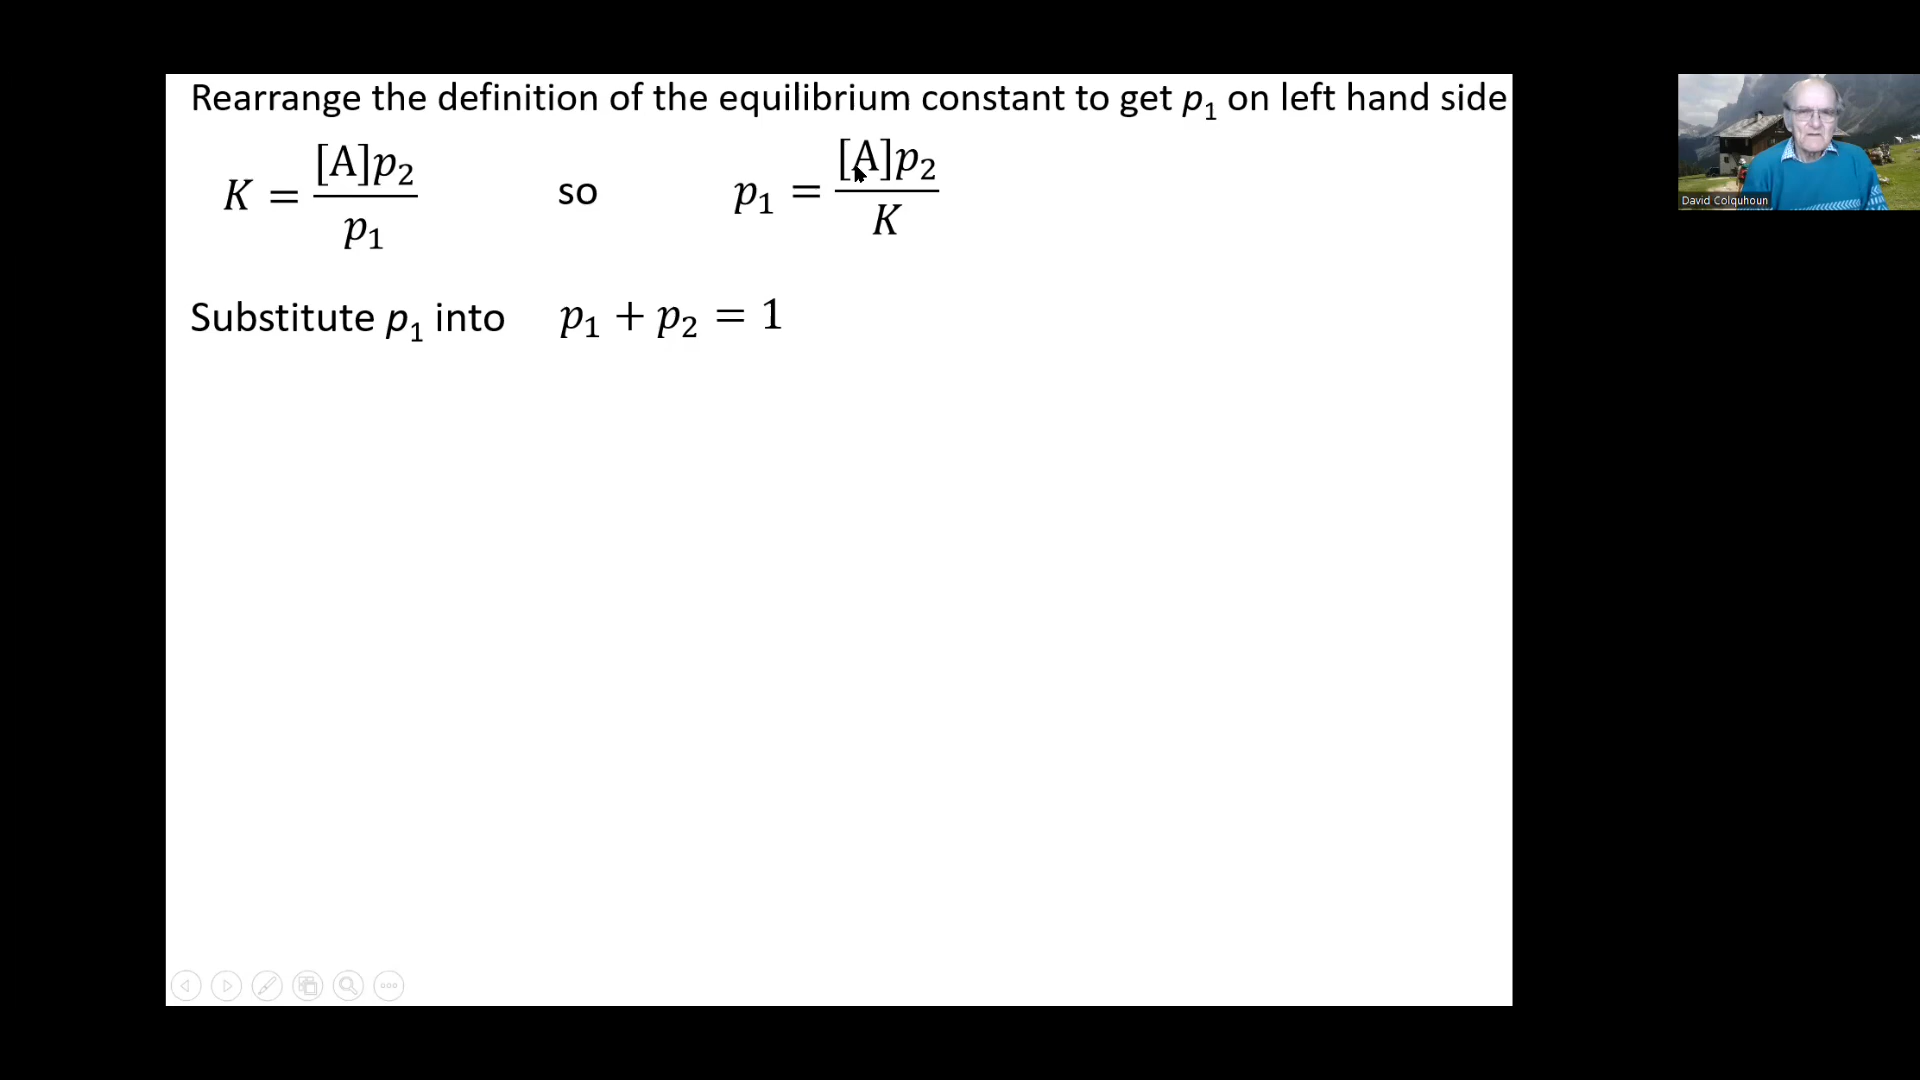 Rearrange the definition of the equilibrium constant to get p₁ on left hand side
K = [A]p₂ / p₁ so p₁ = [A]p₂ / K
Substitute p₁ into p₁ + p₂ = 1
David Colquhoun